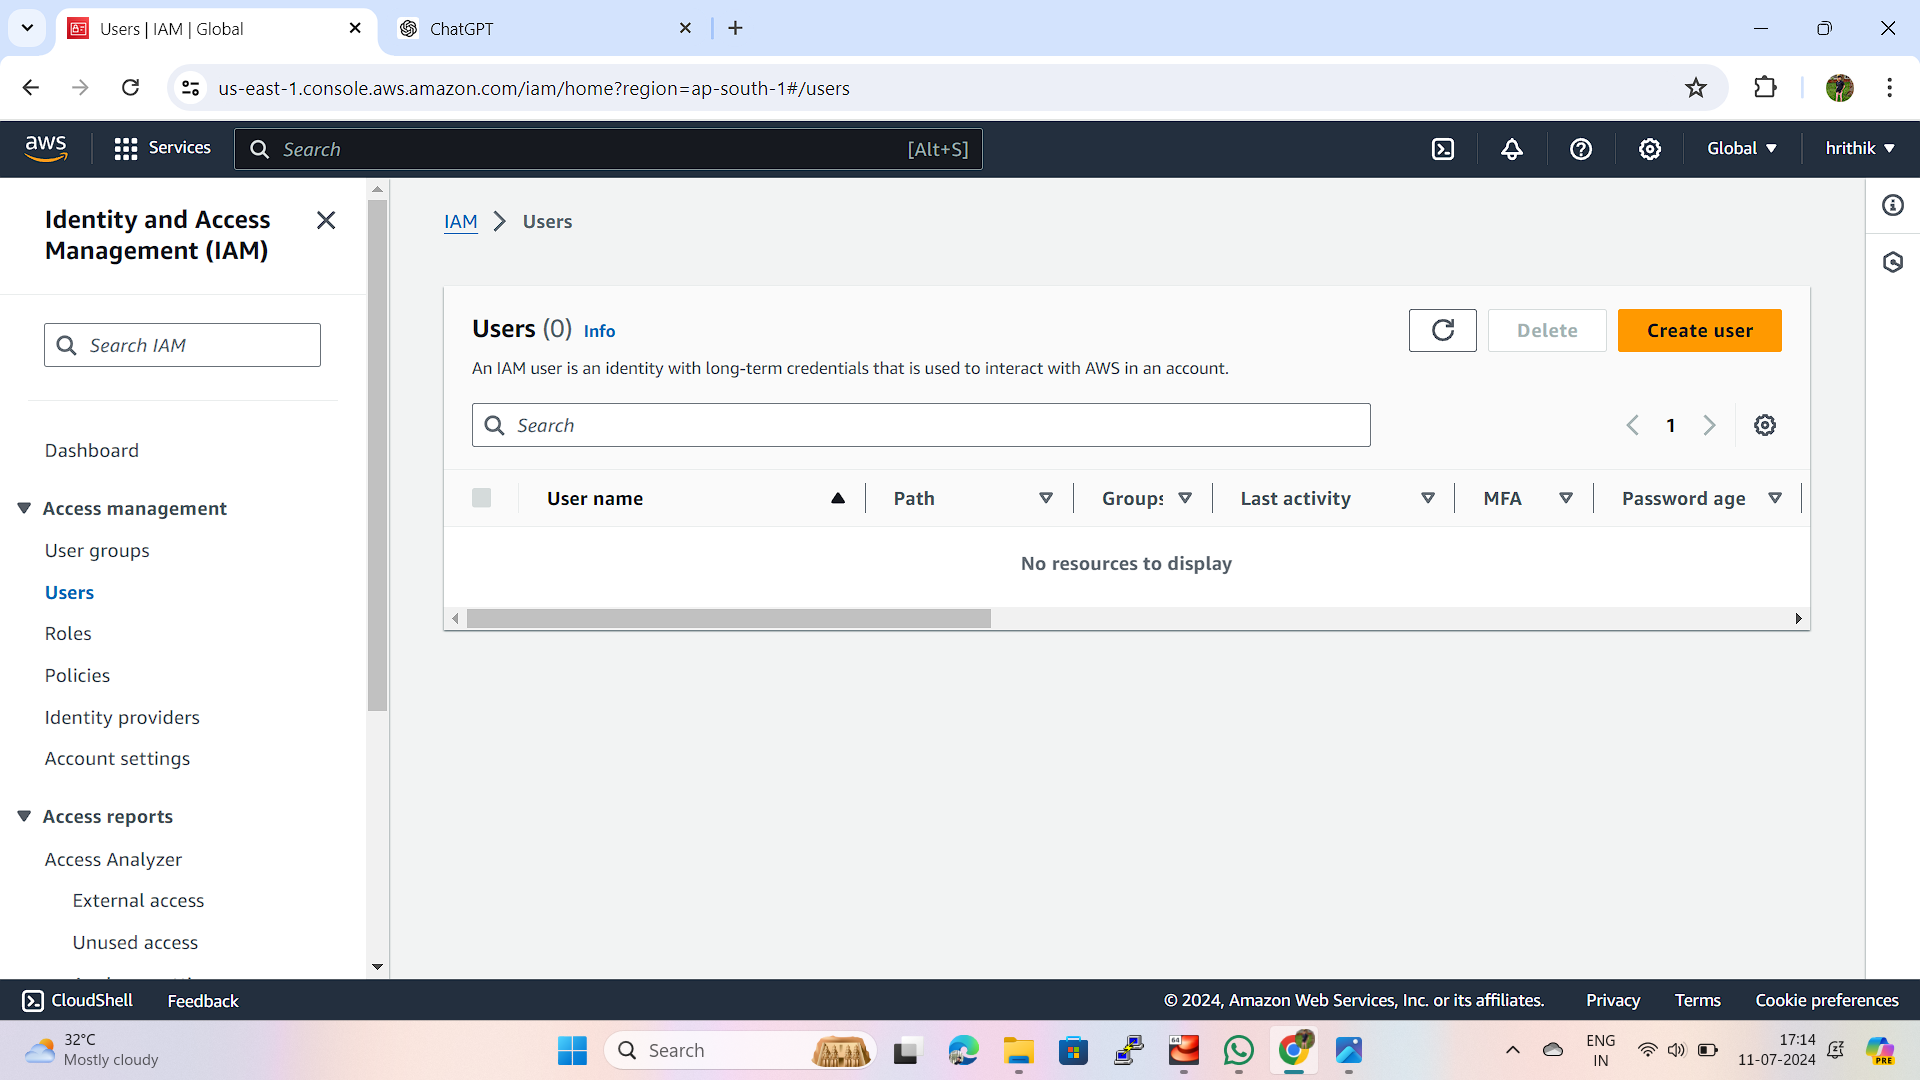 Users | IAM | Global
ChatGPT
us-east-1.console.aws.amazon.com/iam/home?region=ap-south-1#/users
aws
Services
Search
[Alt+S]
Global
hrithik
Identity and Access
Management (IAM)
Search IAM
Dashboard
Access management
User groups
Users
Roles
Policies
Identity providers
Account settings
Access reports
Access Analyzer
External access
Unused access
IAM
Users
Users (0) Info
Delete
Create user
An IAM user is an identity with long-term credentials that is used to interact with AWS in an account.
Search
1
User name
Path
Groups
Last activity
MFA
Password age
No resources to display
CloudShell
Feedback
© 2024, Amazon Web Services, Inc. or its affiliates.
Privacy
Terms
Cookie preferences
32°C
Mostly cloudy
Search
64
ENG
IN
17:14
11-07-2024
PRE